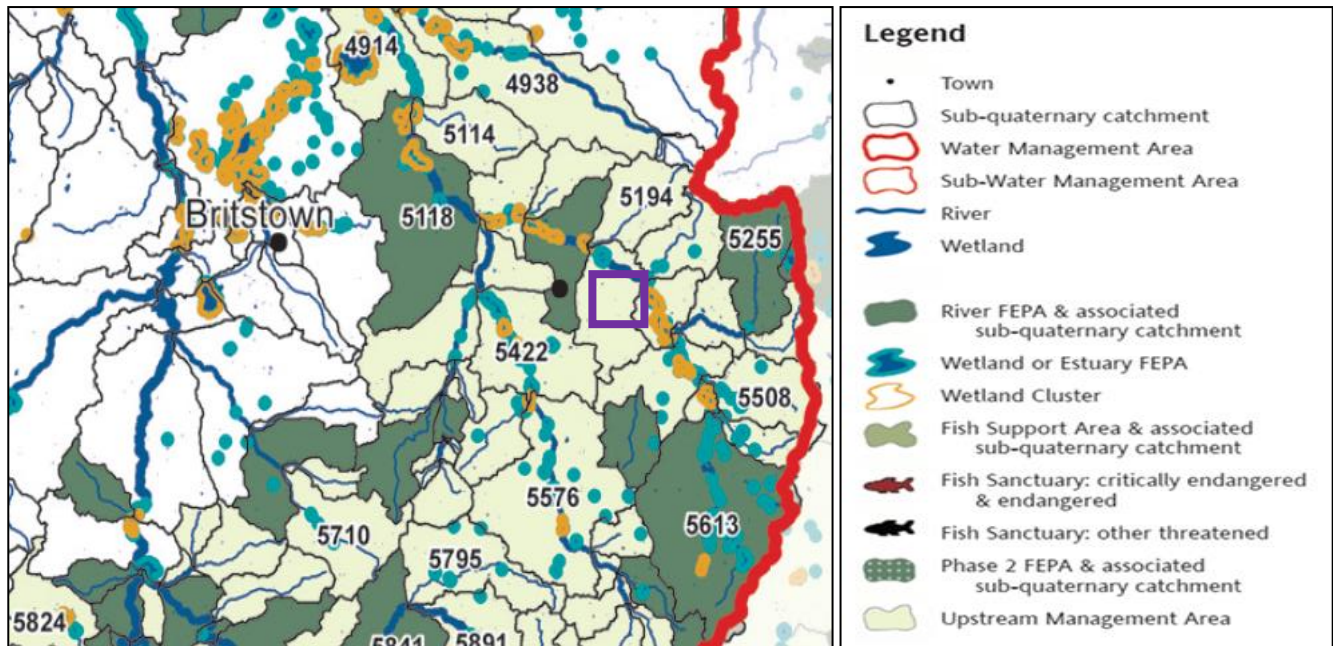 4914
4938
5114
5194
Britstown
5118
5255
5422
5508
5576
5613
5710
5795
5824
5841
5891
Legend
Town
Sub-quaternary catchment
Water Management Area
Sub-Water Management Area
River
Wetland
River FEPA & associated
sub-quaternary catchment
Wetland or Estuary FEPA
Wetland Cluster
Fish Support Area & associated
sub-quaternary catchment
Fish Sanctuary: critically endangered
& endangered
Fish Sanctuary: other threatened
Phase 2 FEPA & associated
sub-quaternary catchment
Upstream Management Area